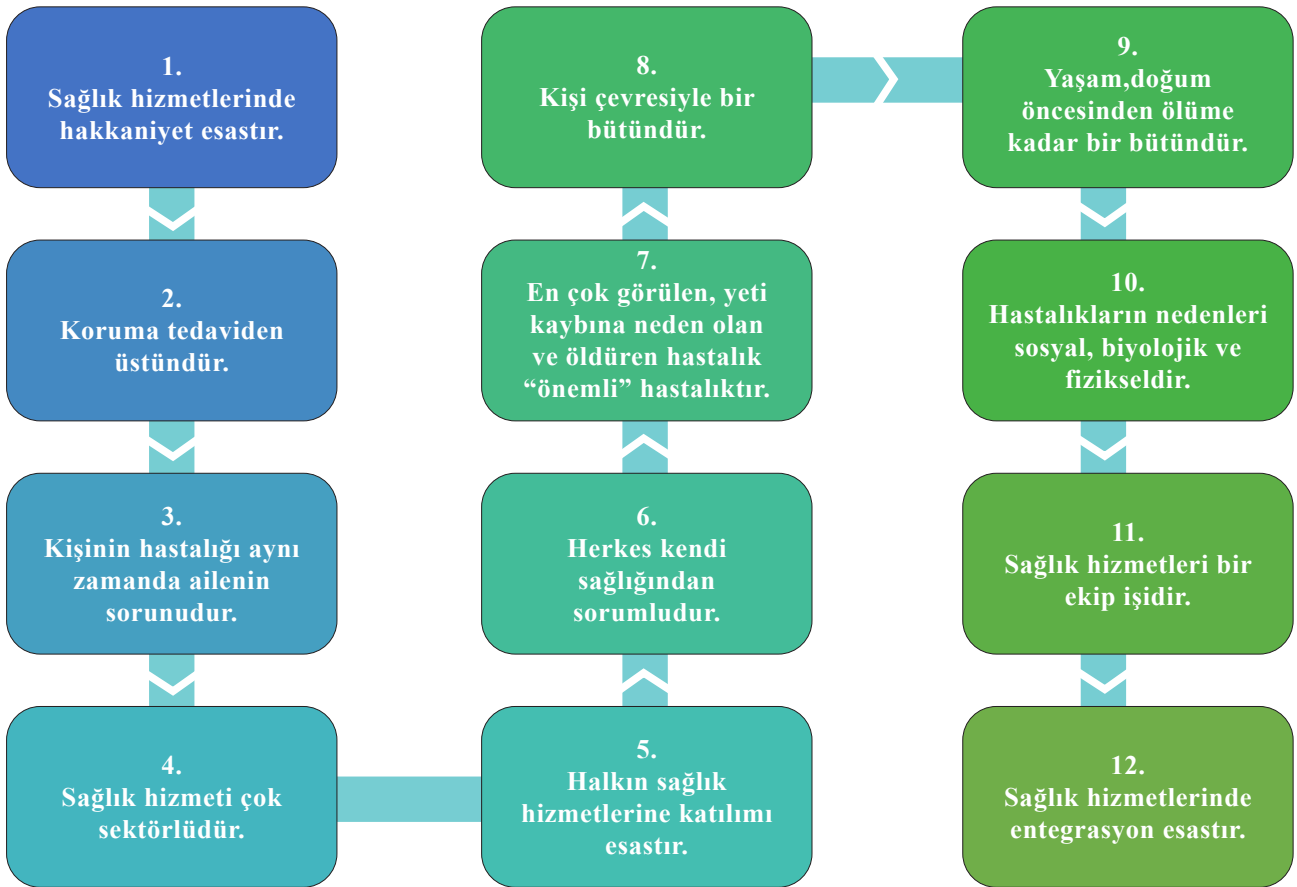 1.
Sağlık hizmetlerinde
hakkaniyet esastır.
2.
Koruma tedaviden
üstündür.
3.
Kişinin hastalığı aynı
zamanda ailenin
sorunudur.
4.
Sağlık hizmeti çok
sektörlüdür.
5.
Halkın sağlık
hizmetlerine katılımı
esastır.
6.
Herkes kendi
sağlığından
sorumludur.
7.
En çok görülen, yeti
kaybına neden olan
ve öldüren hastalık
“önemli” hastalıktır.
8.
Kişi çevresiyle bir
bütündür.
9.
Yaşam,doğum
öncesinden ölüme
kadar bir bütündür.
10.
Hastalıkların nedenleri
sosyal, biyolojik ve
fizikseldir.
11.
Sağlık hizmetleri bir
ekip işidir.
12.
Sağlık hizmetlerinde
entegrasyon esastır.